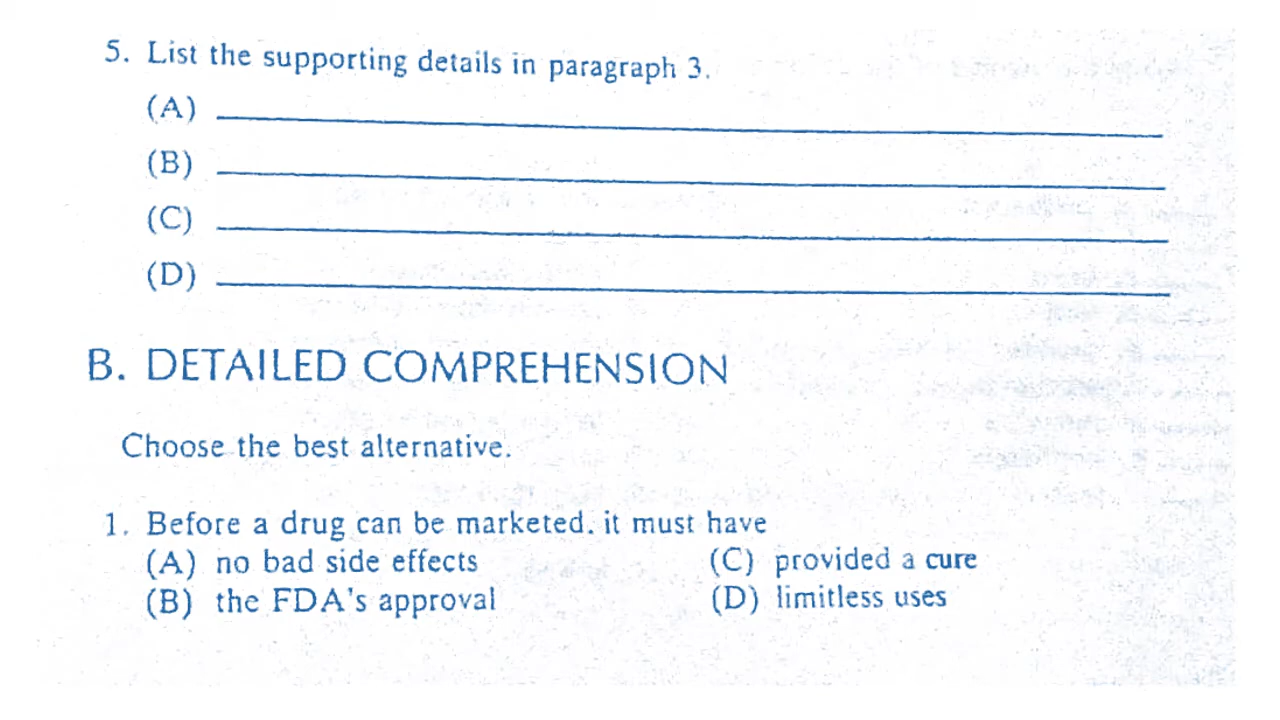 5. List the supporting details in paragraph 3.
(A)
(B)
(C)
(D)
B. DETAILED COMPREHENSION
Choose the best alternative.
1. Before a drug can be marketed. it must have
(A) no bad side effects (C) provided a cure
(B) the FDA's approval (D) limitless uses